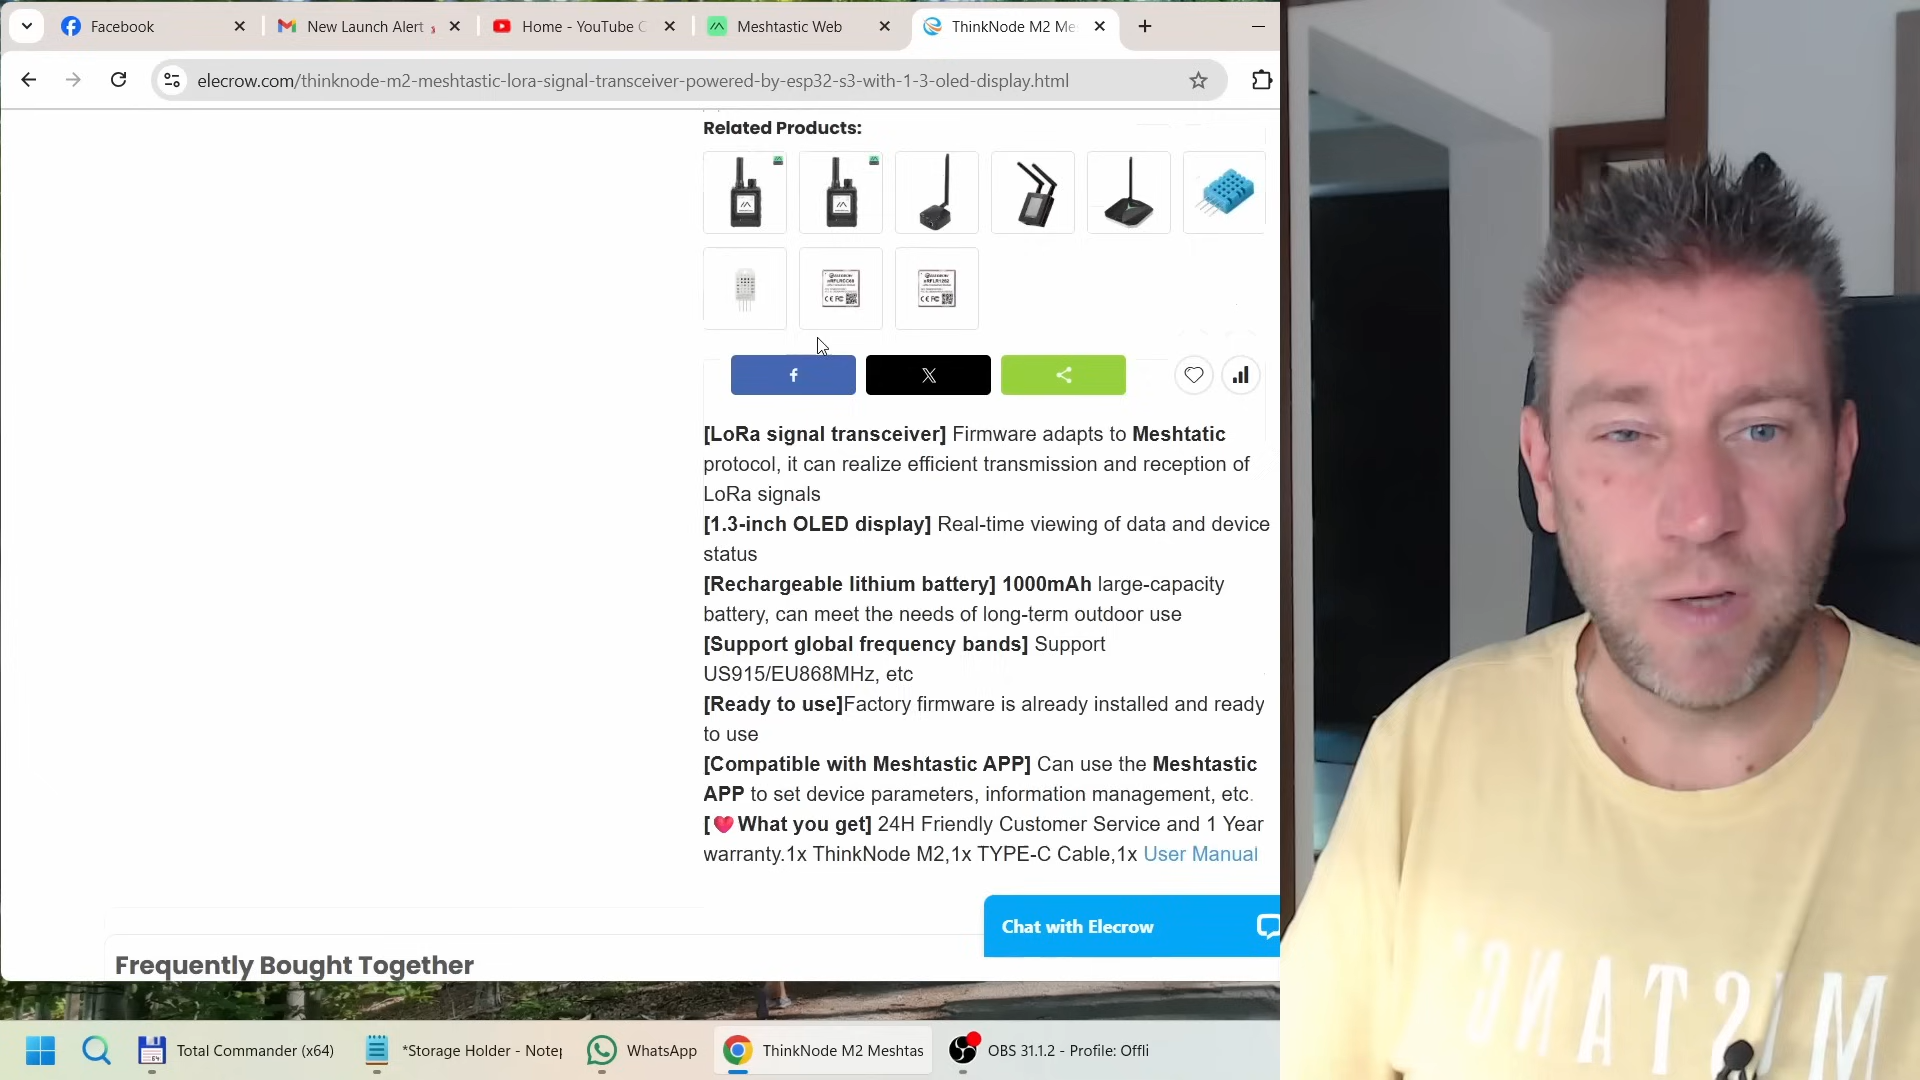 Facebook
New Launch Alert
Home - YouTube
Meshtastic Web
ThinkNode M2 Me
elecrow.com/thinknode-m2-meshtastic-lora-signal-transceiver-powered-by-esp32-s3-with-1-3-oled-display.html
Related Products:
[LoRa signal transceiver] Firmware adapts to Meshtatic
protocol, it can realize efficient transmission and reception of
LoRa signals
[1.3-inch OLED display] Real-time viewing of data and device
status
[Rechargeable lithium battery] 1000mAh large-capacity
battery, can meet the needs of long-term outdoor use
[Support global frequency bands] Support
US915/EU868MHz, etc
[Ready to use]Factory firmware is already installed and ready
to use
[Compatible with Meshtastic APP] Can use the Meshtastic
APP to set device parameters, information management, etc.
[❤What you get] 24H Friendly Customer Service and 1 Year
warranty.1x ThinkNode M2,1x TYPE-C Cable,1x User Manual
Chat with Elecrow
Frequently Bought Together
Total Commander (x64)
*Storage Holder - Notep
WhatsApp
ThinkNode M2 Meshtas
OBS 31.1.2 - Profile: Offli